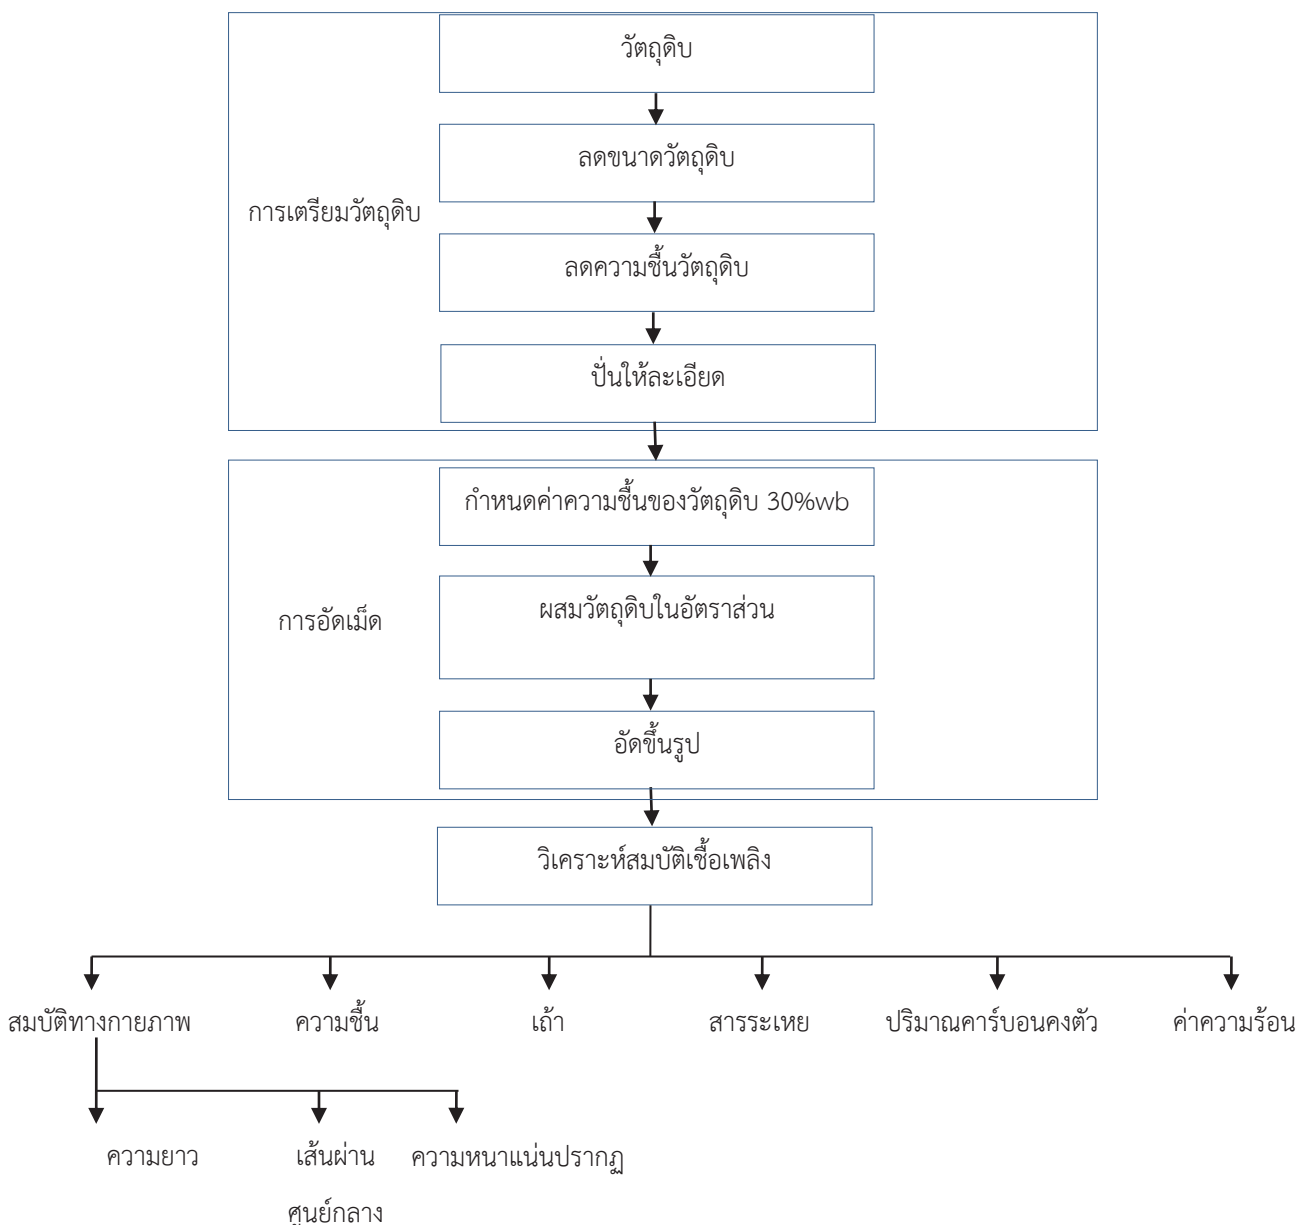 วัตถุดิบ
ลดขนาดวัตถุดิบ
การเตรียมวัตถุดิบ
ลดความชื้นวัตถุดิบ
ปั่นให้ละเอียด
กำหนดค่าความชื้นของวัตถุดิบ 30%wb
ผสมวัตถุดิบในอัตราส่วน
การอัดเม็ด
อัดขึ้นรูป
วิเคราะห์สมบัติเชื้อเพลิง
สมบัติทางกายภาพ ความชื้น เถ้า สารระเหย ปริมาณคาร์บอนคงตัว ค่าความร้อน
ความยาว เส้นผ่าน ความหนาแน่นปรากฏ
ศูนย์กลาง